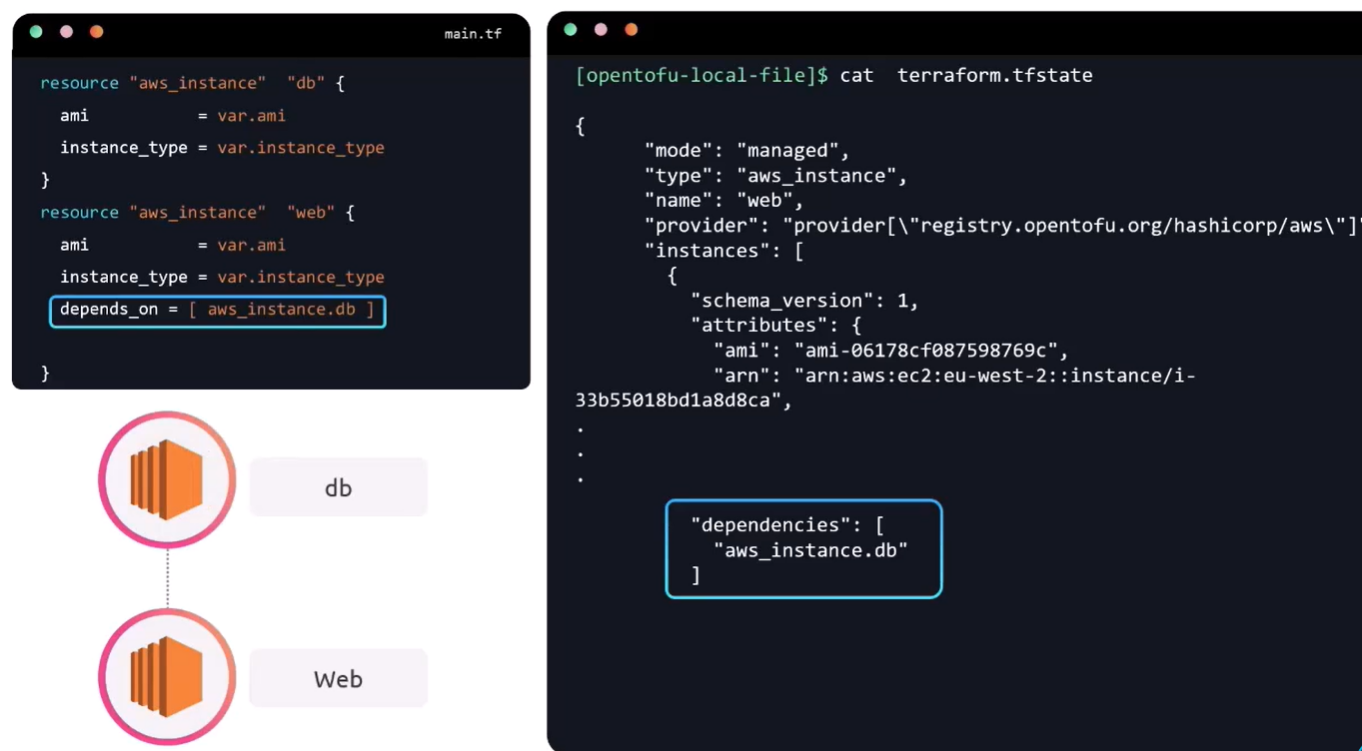 main.tf
resource "aws_instance" "db" {
ami = var.ami
instance_type = var.instance_type
}
resource "aws_instance" "web" {
ami = var.ami
instance_type = var.instance_type
depends_on = [ aws_instance.db ]
}
db
Web
[opentofu-local-file]$ cat terraform.tfstate
{
"mode": "managed",
"type": "aws_instance",
"name": "web",
"provider": "provider[\"registry.opentofu.org/hashicorp/aws\"]"
"instances": [
{
"schema_version": 1,
"attributes": {
"ami": "ami-06178cf087598769c",
"arn": "arn:aws:ec2:eu-west-2::instance/i-
33b55018bd1a8d8ca",
.
.
.
"dependencies": [
"aws_instance.db"
]